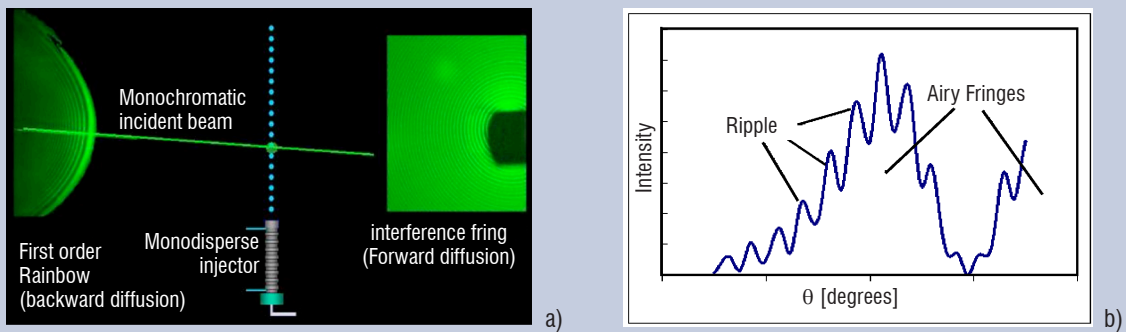 Monochromatic
incident beam
First order
Rainbow
(backward diffusion)
Monodisperse
injector
interference fring
(Forward diffusion)
a)
Intensity
Ripple
Airy Fringes
θ [degrees]
b)